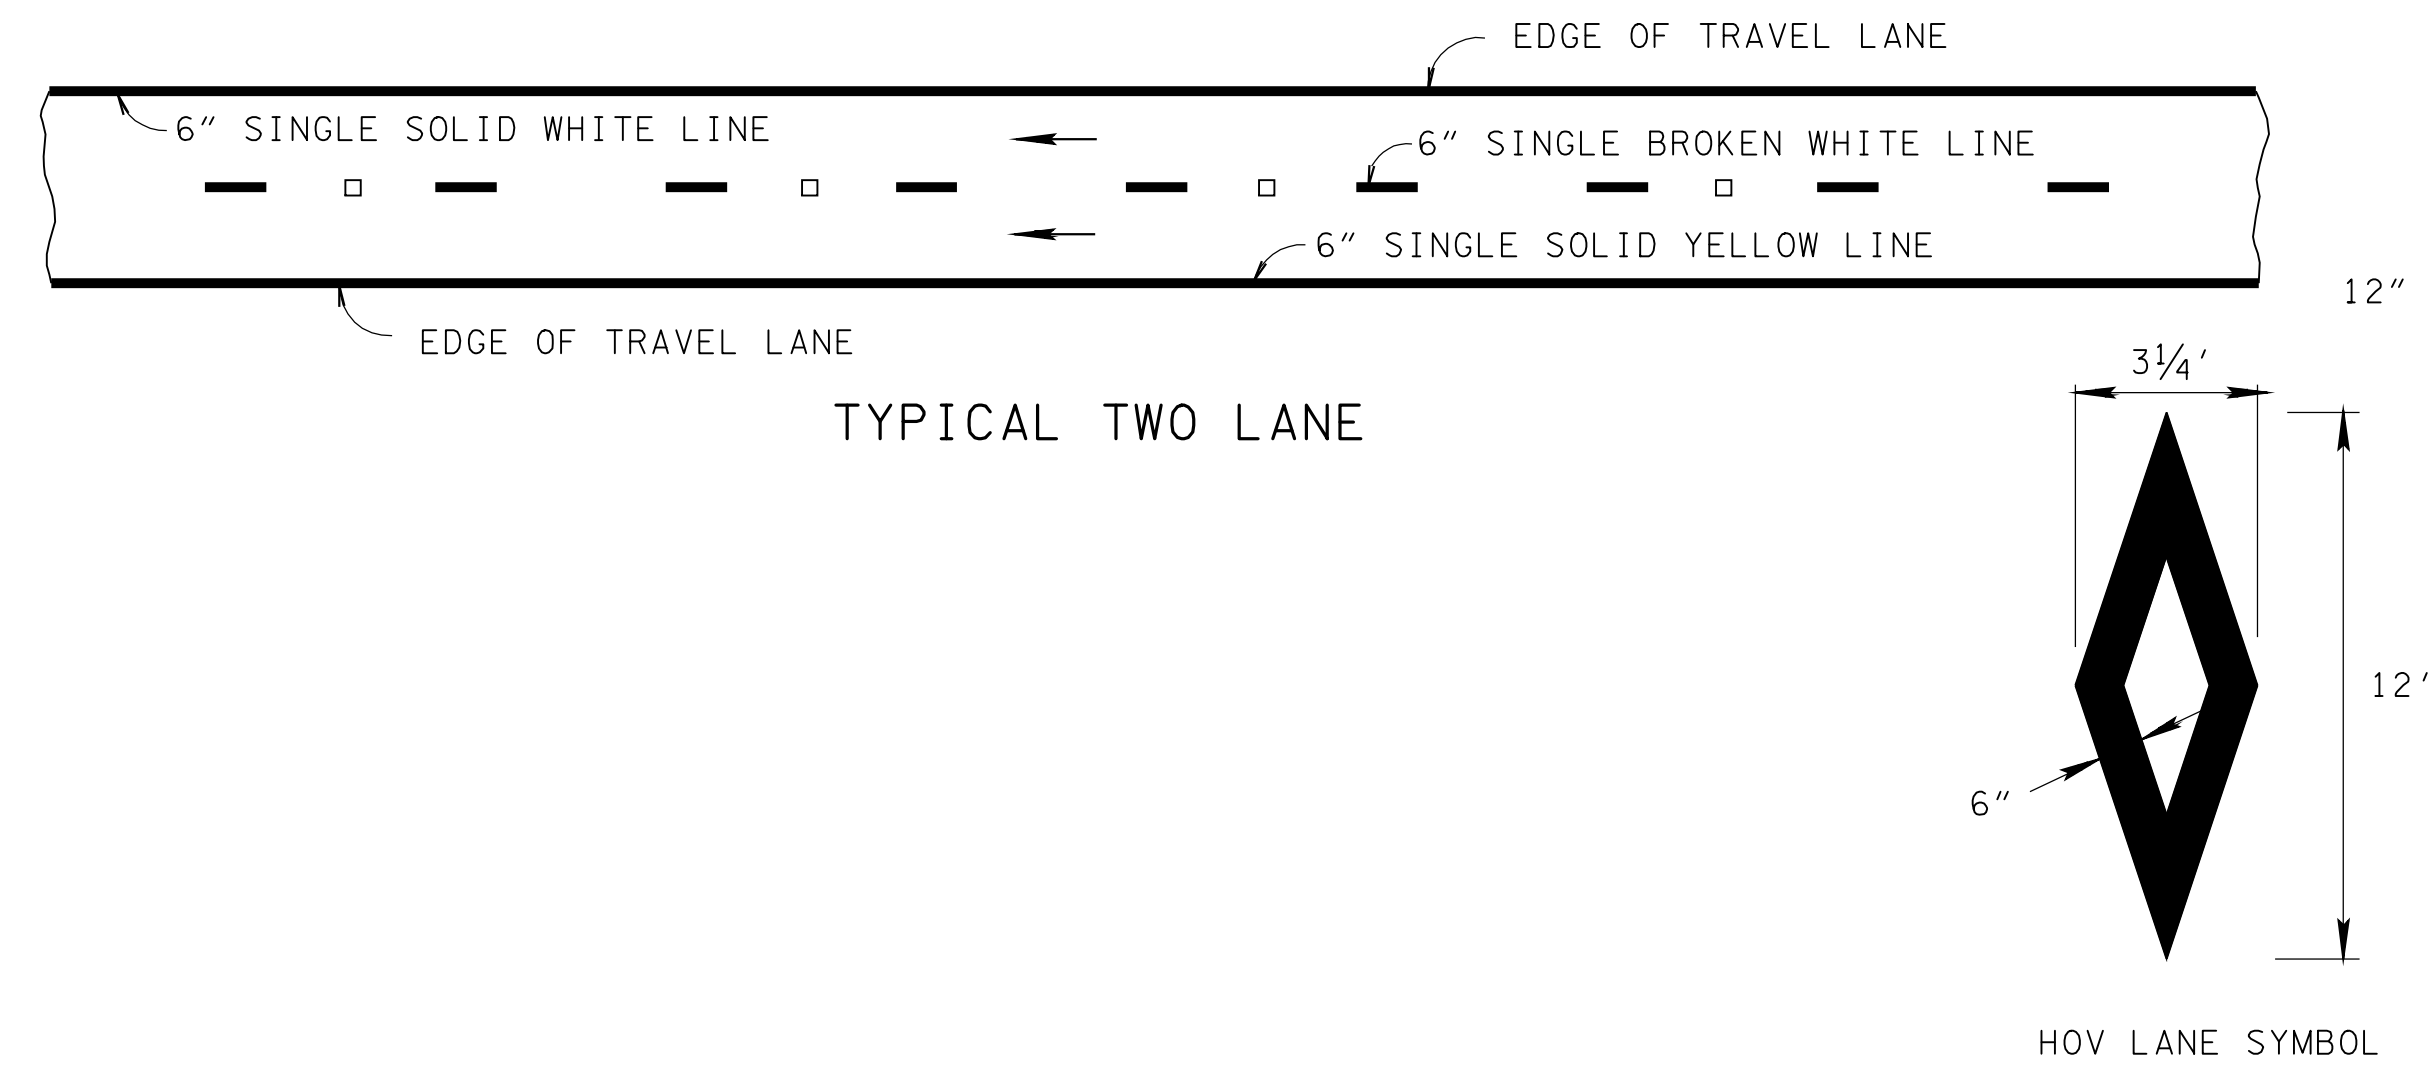 EDGE OF TRAVEL LANE
6" SINGLE SOLID WHITE LINE
6" SINGLE BROKEN WHITE LINE
6" SINGLE SOLID YELLOW LINE
12"
EDGE OF TRAVEL LANE
3¼'
TYPICAL TWO LANE
12'
6"
HOV LANE SYMBOL